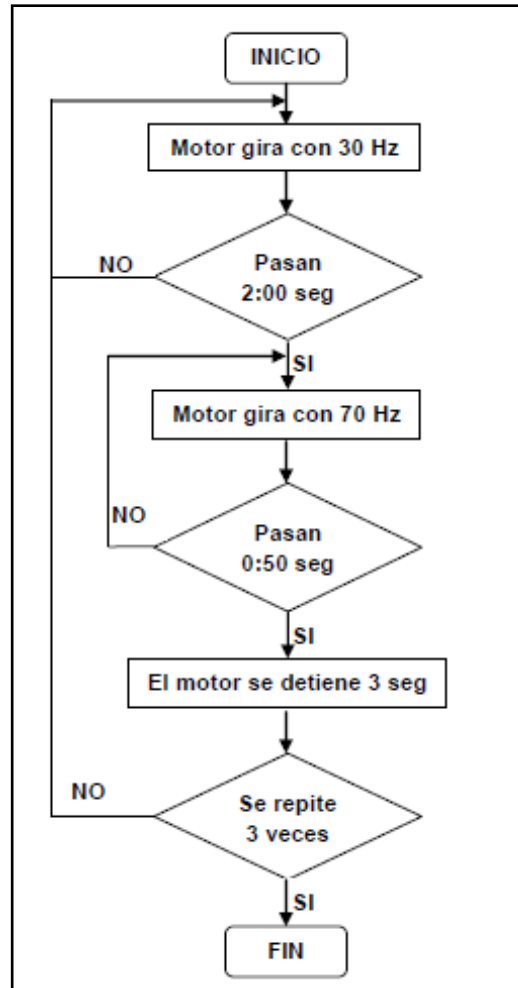 INICIO
Motor gira con 30 Hz
NO
Pasan
2:00 seg
SI
Motor gira con 70 Hz
NO
Pasan
0:50 seg
SI
El motor se detiene 3 seg
NO
Se repite
3 veces
SI
FIN